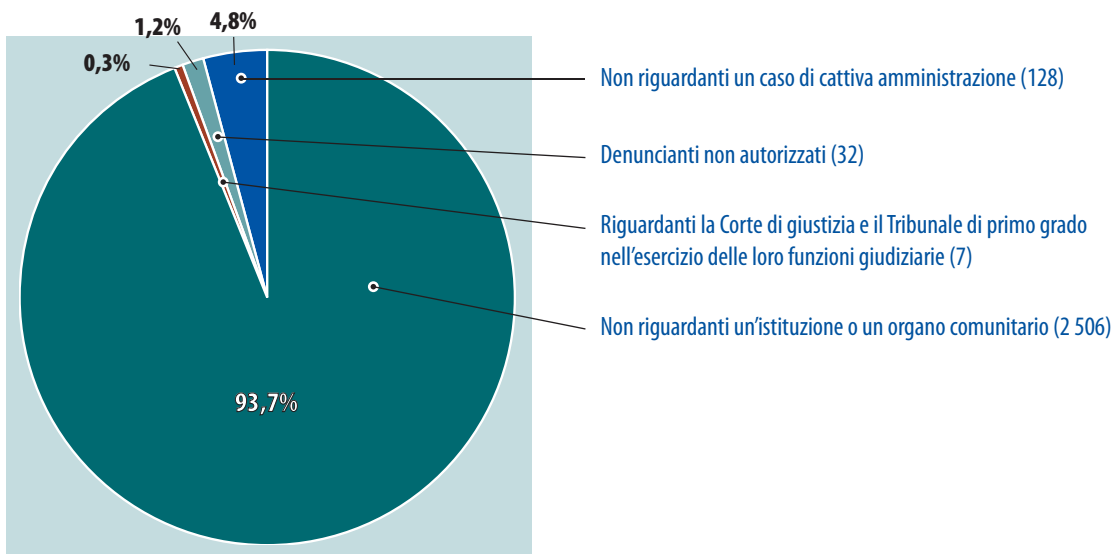 4,8%
1,2%
0,3%
Non riguardanti un caso di cattiva amministrazione (128)
Denuncianti non autorizzati (32)
Riguardanti la Corte di giustizia e il Tribunale di primo grado
nell'esercizio delle loro funzioni giudiziarie (7)
Non riguardanti un'istituzione o un organo comunitario (2 506)
93,7%